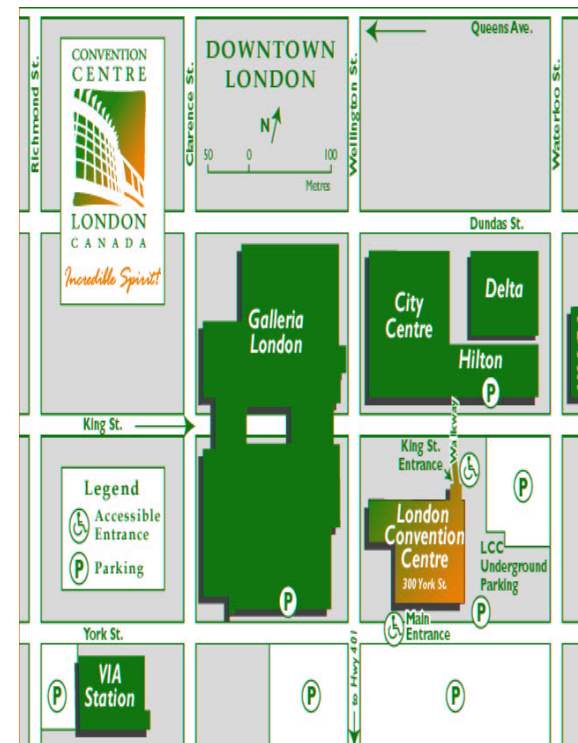 Queens Ave.
CONVENTION
CENTRE
LONDON
CANADA
Incredible Spirit!
DOWNTOWN
LONDON
N
50 0 100
Metres
Richmond St.
Clarence St.
Wellington St.
Waterloo St.
Dundas St.
Galleria
London
City
Centre
Delta
Hilton
P
King St.
Walkway
King St.
Entrance
P
Legend
Accessible
Entrance
P Parking
London
Convention
Centre
300 York St.
LCC
Underground
Parking
P
P
Main
Entrance
York St.
to Hwy 401
VIA
Station
P
P
P